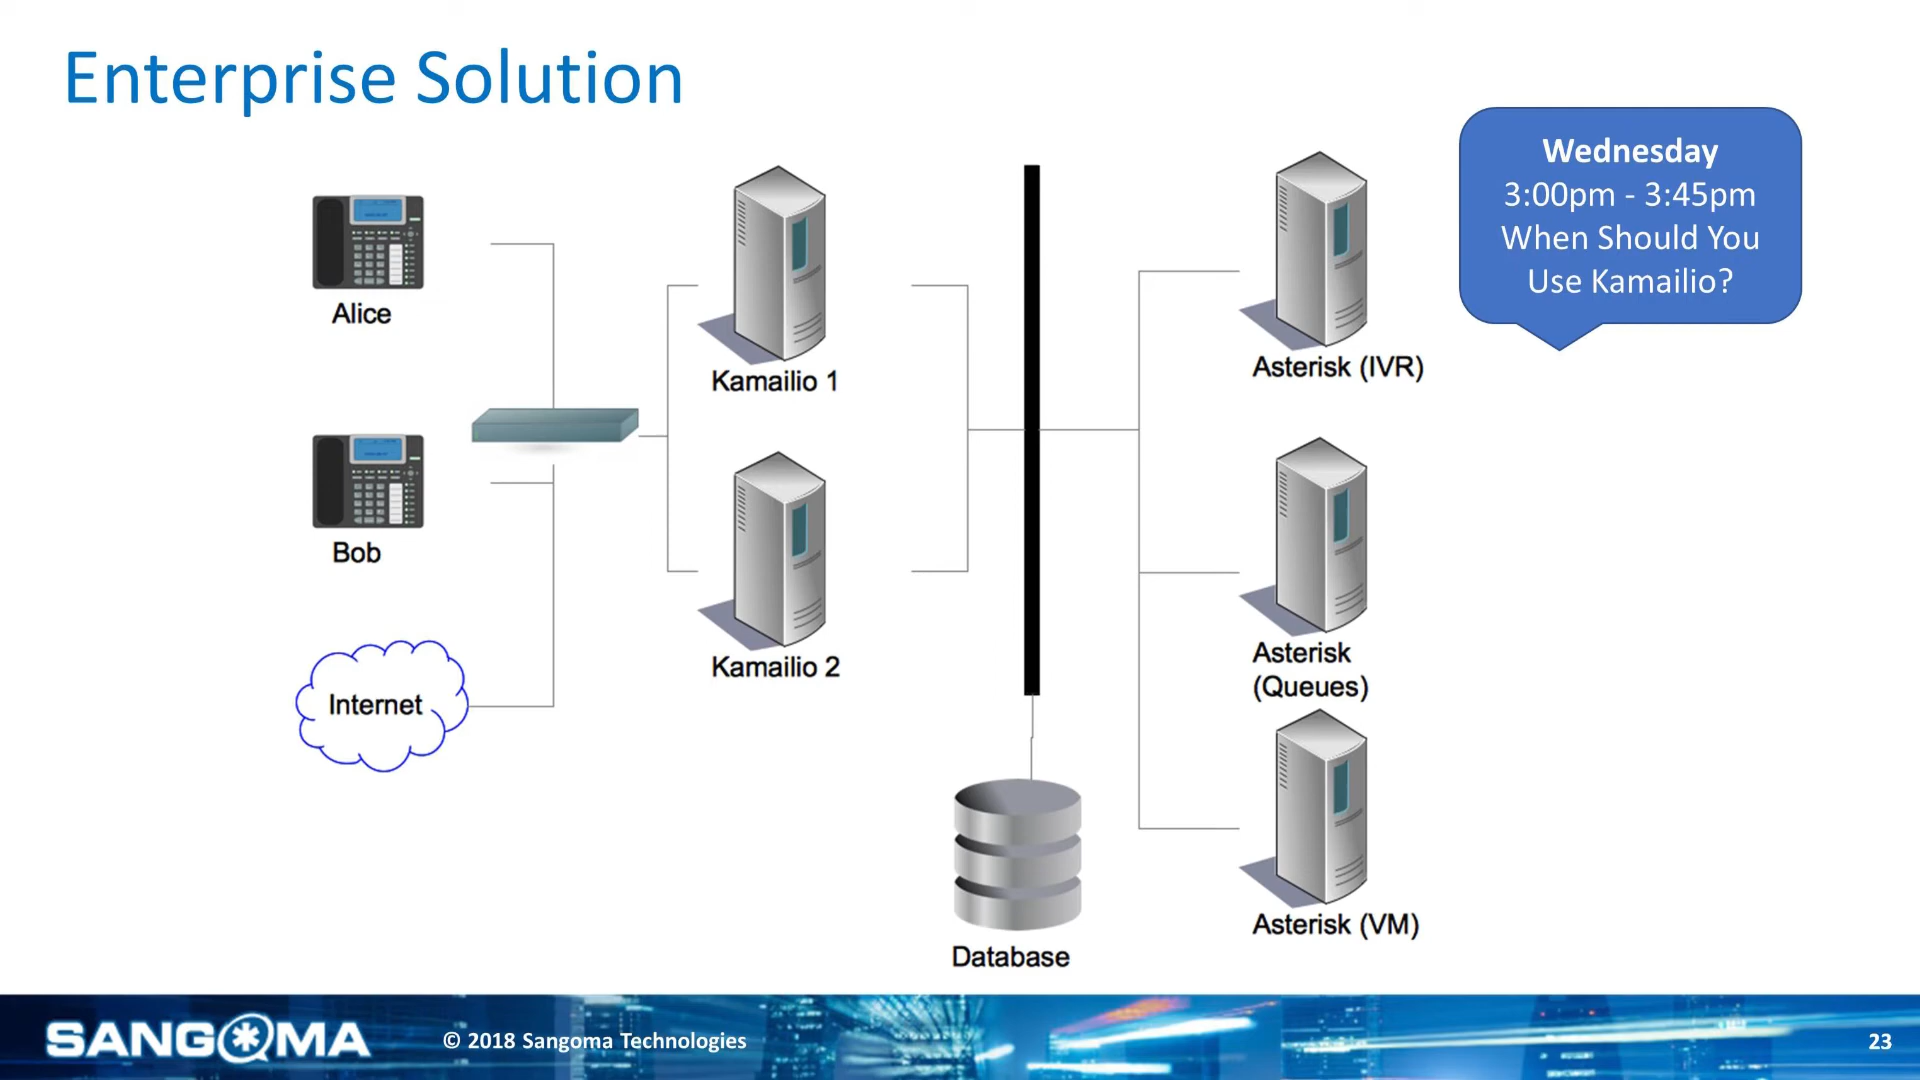 Enterprise Solution
Wednesday
3:00pm - 3:45pm
When Should You
Use Kamailio?
Alice
Bob
Internet
Kamailio 1
Kamailio 2
Database
Asterisk (IVR)
Asterisk
(Queues)
Asterisk (VM)
SANGOMA
© 2018 Sangoma Technologies
23